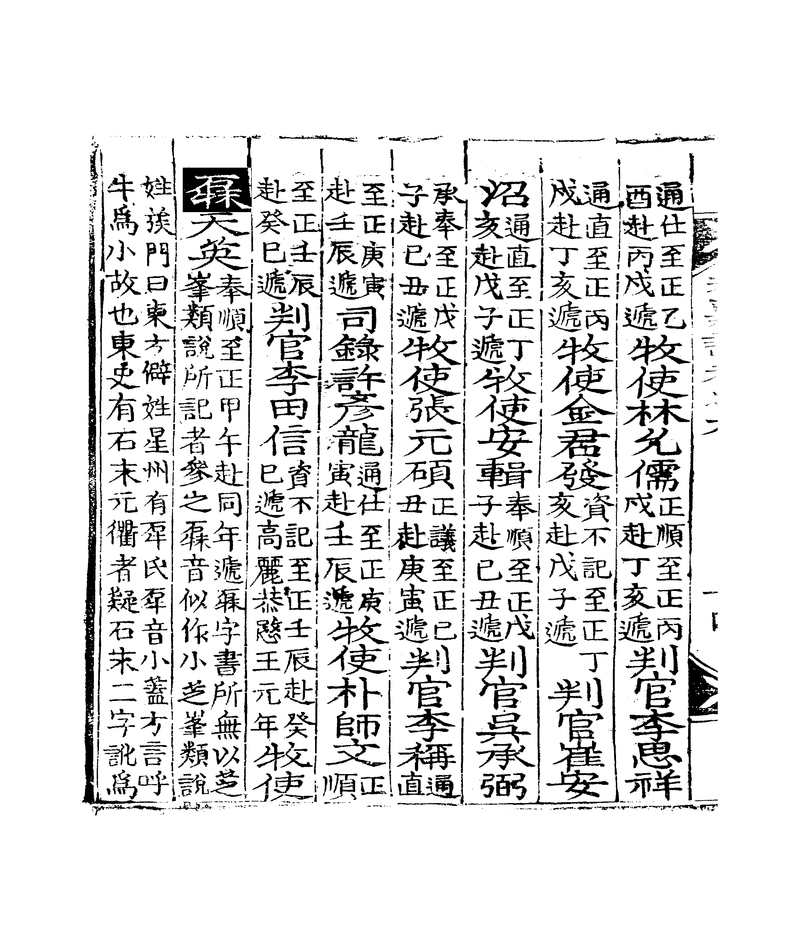 通仕至正乙酉赴丙戌遞牧使林允儒正順至正丙戌赴丁亥遞判官李思祥
通直至正丙戌赴丁亥遞牧使金君發資不記至正丁亥赴戊子遞判官崔安
沼通直至正丁亥赴戊子遞牧使安輯奉順至正戊子赴己丑遞判官吳承弼
承奉至正戊子赴己丑遞牧使張元碩正議至正己丑赴庚寅遞判官李稱通直
至正庚寅赴壬辰遞司錄許彥龍通仕至正庚寅赴壬辰遞牧使朴師文正順
至正壬辰赴癸巳遞判官李田信資不記至正壬辰赴癸巳遞高麗恭愍王元年牧使
天英奉順至正甲午赴同年遞字書所無以芝峯類說所記者參之音似作小芝峯類說
姓族門曰東方僻姓星州有氏音小蓋方言呼牛爲小故也東史有石末元衢者疑石末二字訛爲